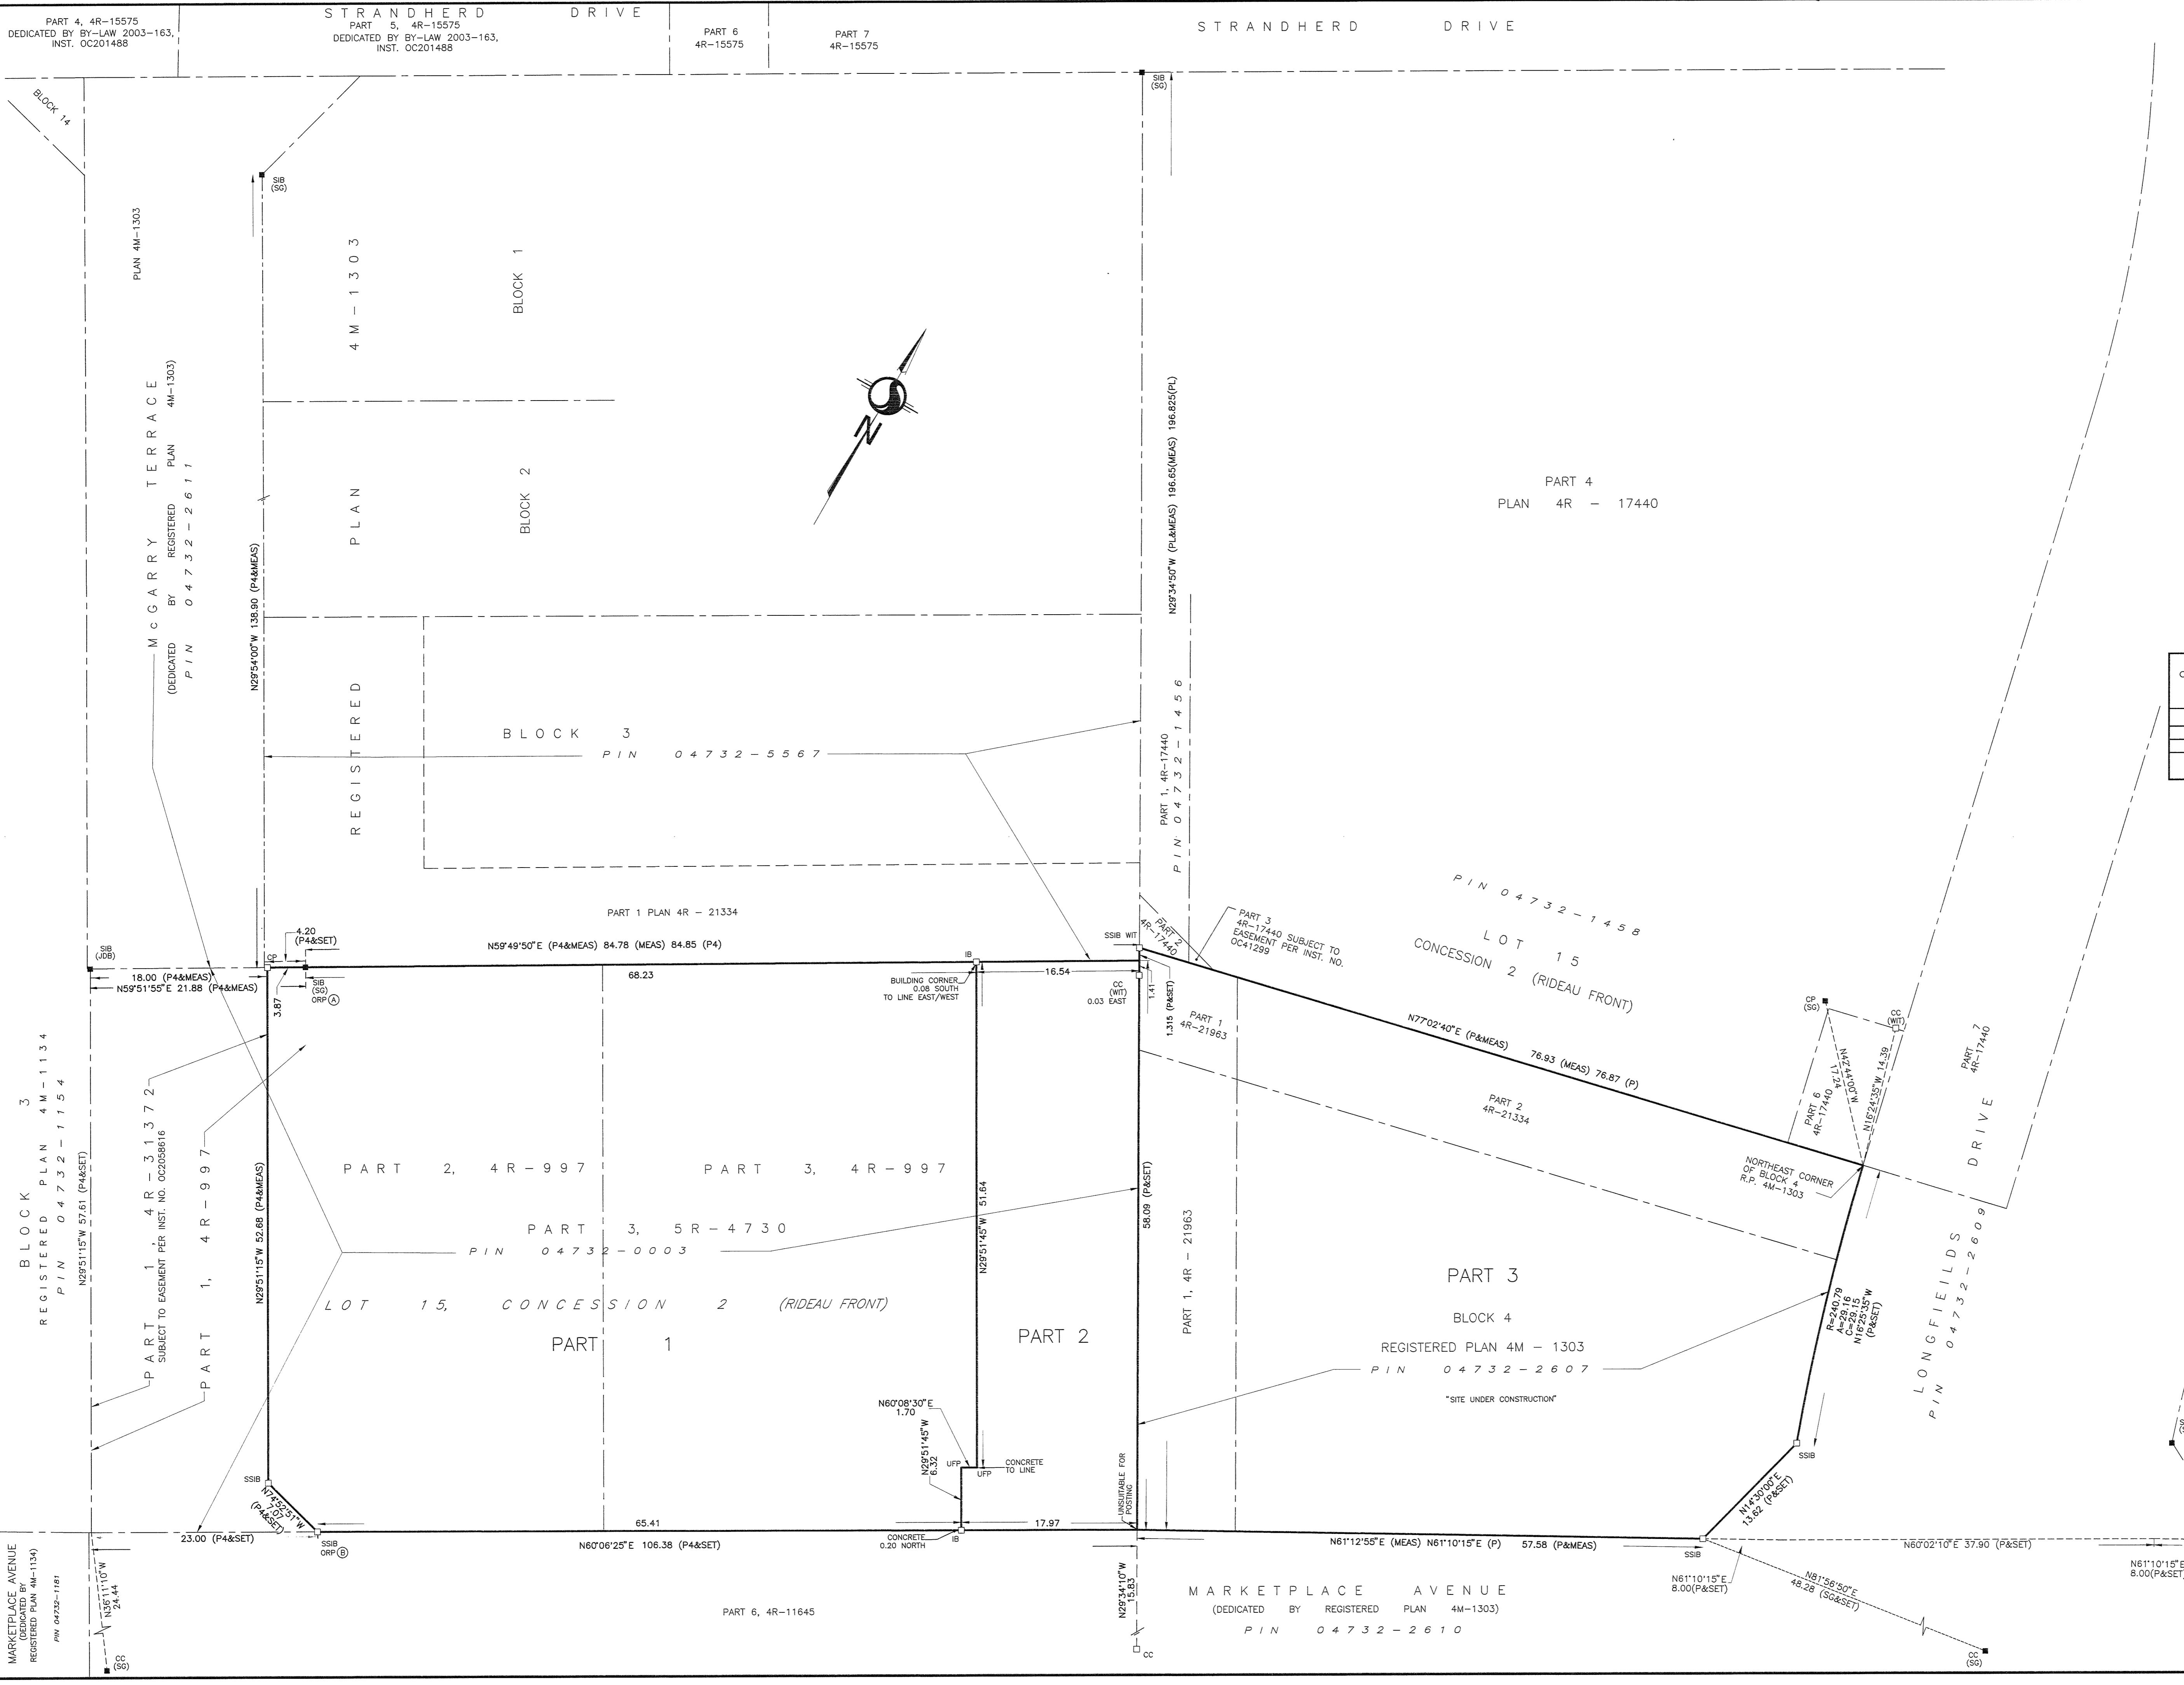 PART 4, 4R-15575
DEDICATED BY BY-LAW 2003-163,
INST. OC201488
STRANDHERD DRIVE
PART 5, 4R-15575
DEDICATED BY BY-LAW 2003-163,
INST. OC201488
PART 6
4R-15575
PART 7
4R-15575
STRANDHERD DRIVE
BLOCK 14
SIB
(SG)
SIB
(SG)
PLAN 4M-1303
REGISTERED PLAN 4M-1303
BLOCK 1
BLOCK 2
N
McGARRY TERRACE
(DEDICATED BY REGISTERED PLAN 4M-1303)
PIN 04732-2611
N29°54'00"W 138.90 (P4&MEAS)
N29°34'50"W (PL&MEAS) 196.65(MEAS) 196.825(PL)
PART 4
PLAN 4R - 17440
BLOCK 3
PIN 04732-5567
PART 1, 4R-17440
PIN 04732-1456
PART 1 PLAN 4R - 21334
PIN 04732-1458
LOT 15
CONCESSION 2 (RIDEAU FRONT)
PART 2
4R-17440
PART 3
4R-17440 SUBJECT TO
EASEMENT PER INST. NO.
OC41299
SIB
(JDB)
CP
4.20
(P4&SET)
N59°49'50"E (P4&MEAS) 84.78 (MEAS) 84.85 (P4)
IB
SSIB WIT
18.00 (P4&MEAS)
N59°51'55"E 21.88 (P4&MEAS)
3.87
SIB
(SG)
ORP A
68.23
BUILDING CORNER
0.08 SOUTH
TO LINE EAST/WEST
16.54
CC
(WIT)
0.03 EAST
1.41
1.315 (P&SET)
PART 1
4R-21963
N77°02'40"E (P&MEAS) 76.93 (MEAS) 76.87 (P)
CP
(SG)
CC
(WIT)
N42°44'00"W
17.24
N16°24'35"W 14.39
PART 6
4R-17440
PART 7
4R-17440
PART 2
4R-21334
NORTHEAST CORNER
OF BLOCK 4
R.P. 4M-1303
BLOCK 3
REGISTERED PLAN 4M-1134
PIN 04732-1154
N29°51'15"W 57.61 (P4&SET)
PART 1, 4R-31372
SUBJECT TO EASEMENT PER INST. NO. OC2058616
PART 1, 4R-997
N29°51'15"W 52.68 (P4&MEAS)
PART 2, 4R-997
PART 3, 4R-997
PART 3, 5R-4730
PIN 04732-0003
LOT 15, CONCESSION 2 (RIDEAU FRONT)
PART 1
N29°51'45"W 51.64
PART 2
58.09 (P&SET)
PART 1, 4R - 21963
PART 3
BLOCK 4
REGISTERED PLAN 4M - 1303
PIN 04732-2607
"SITE UNDER CONSTRUCTION"
R=240.79
A=29.16
C=29.15
N16°25'35"W
(P&SET)
LONGFIEILDS DRIVE
PIN 04732-2609
N60°08'30"E
1.70
N29°51'45"W
6.32
UFP
UFP
CONCRETE
TO LINE
UNSUITABLE FOR
POSTING
SSIB
N14°30'00"E
13.62 (P&SET)
SSIB
N74°52'51"W
7.07
(P4&SET)
23.00 (P4&SET)
SSIB
ORP B
65.41
N60°06'25"E 106.38 (P4&SET)
CONCRETE
0.20 NORTH
IB
17.97
N61°12'55"E (MEAS) N61°10'15"E (P) 57.58 (P&MEAS)
SSIB
N60°02'10"E 37.90 (P&SET)
N61°10'15"E
8.00(P&SET)
N61°10'15"E
8.00(P&SET)
N81°56'50"E
48.28 (SG&SET)
CC
(SG)
MARKETPLACE AVENUE
(DEDICATED BY
REGISTERED PLAN 4M-1134)
PIN 04732-1181
N36°11'10"W
24.44
CC
(SG)
PART 6, 4R-11645
N29°34'10"W
15.83
CC
MARKETPLACE AVENUE
(DEDICATED BY REGISTERED PLAN 4M-1303)
PIN 04732-2610